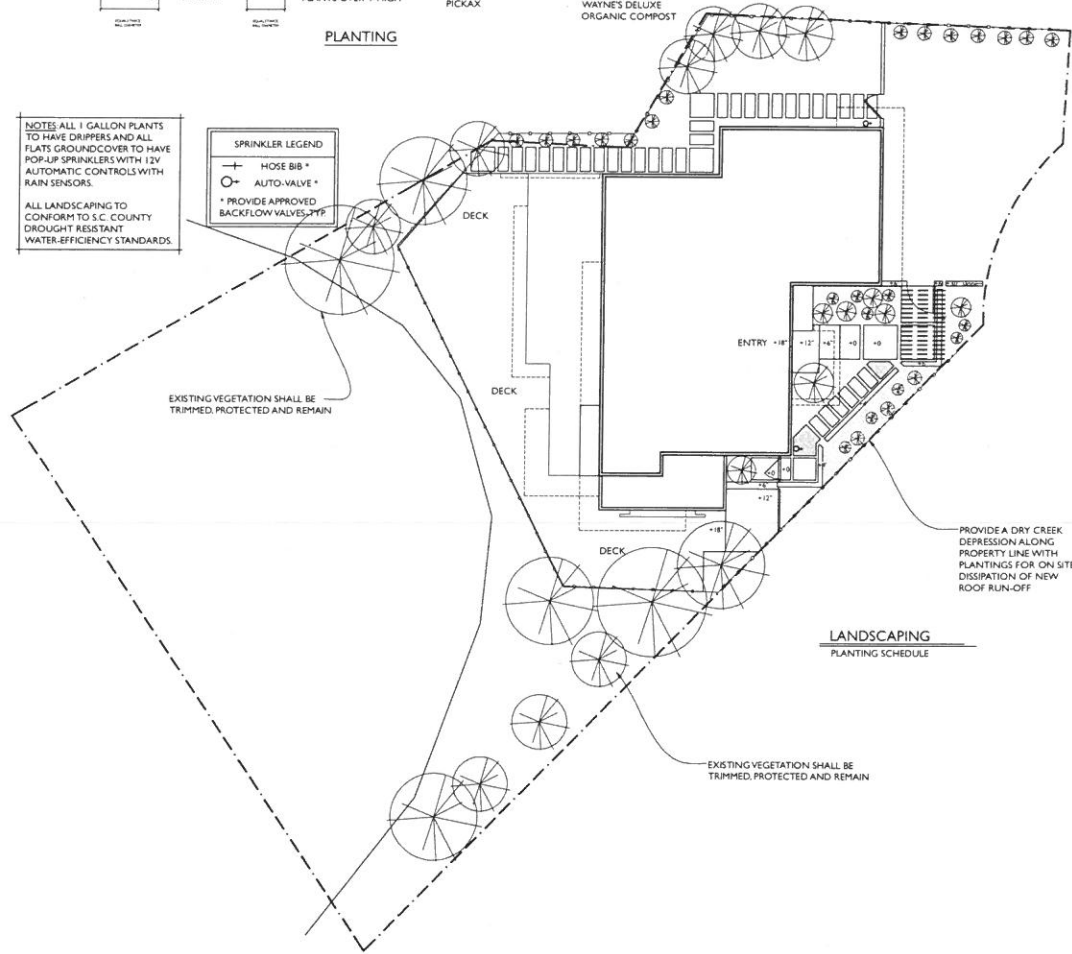 PICKAX
WAYNE'S DELUXE
ORGANIC COMPOST
PLANTING
NOTES: ALL 1 GALLON PLANTS
TO HAVE DRIPPERS AND ALL
FLATS GROUNDCOVER TO HAVE
POP-UP SPRINKLERS WITH 12V
AUTOMATIC CONTROLS WITH
RAIN SENSORS.
ALL LANDSCAPING TO
CONFORM TO S.C. COUNTY
DROUGHT RESISTANT
WATER-EFFICIENCY STANDARDS.
SPRINKLER LEGEND
HOSE BIB *
AUTO-VALVE *
* PROVIDE APPROVED
BACKFLOW VALVES-TYP.
DECK
ENTRY +18" +12" +6" +0 +0
EXISTING VEGETATION SHALL BE
TRIMMED, PROTECTED AND REMAIN
DECK
+0 +0
+6"
+12"
+18"
DECK
PROVIDE A DRY CREEK
DEPRESSION ALONG
PROPERTY LINE WITH
PLANTINGS FOR ON SITE
DISSIPATION OF NEW
ROOF RUN-OFF
LANDSCAPING
PLANTING SCHEDULE
EXISTING VEGETATION SHALL BE
TRIMMED, PROTECTED AND REMAIN